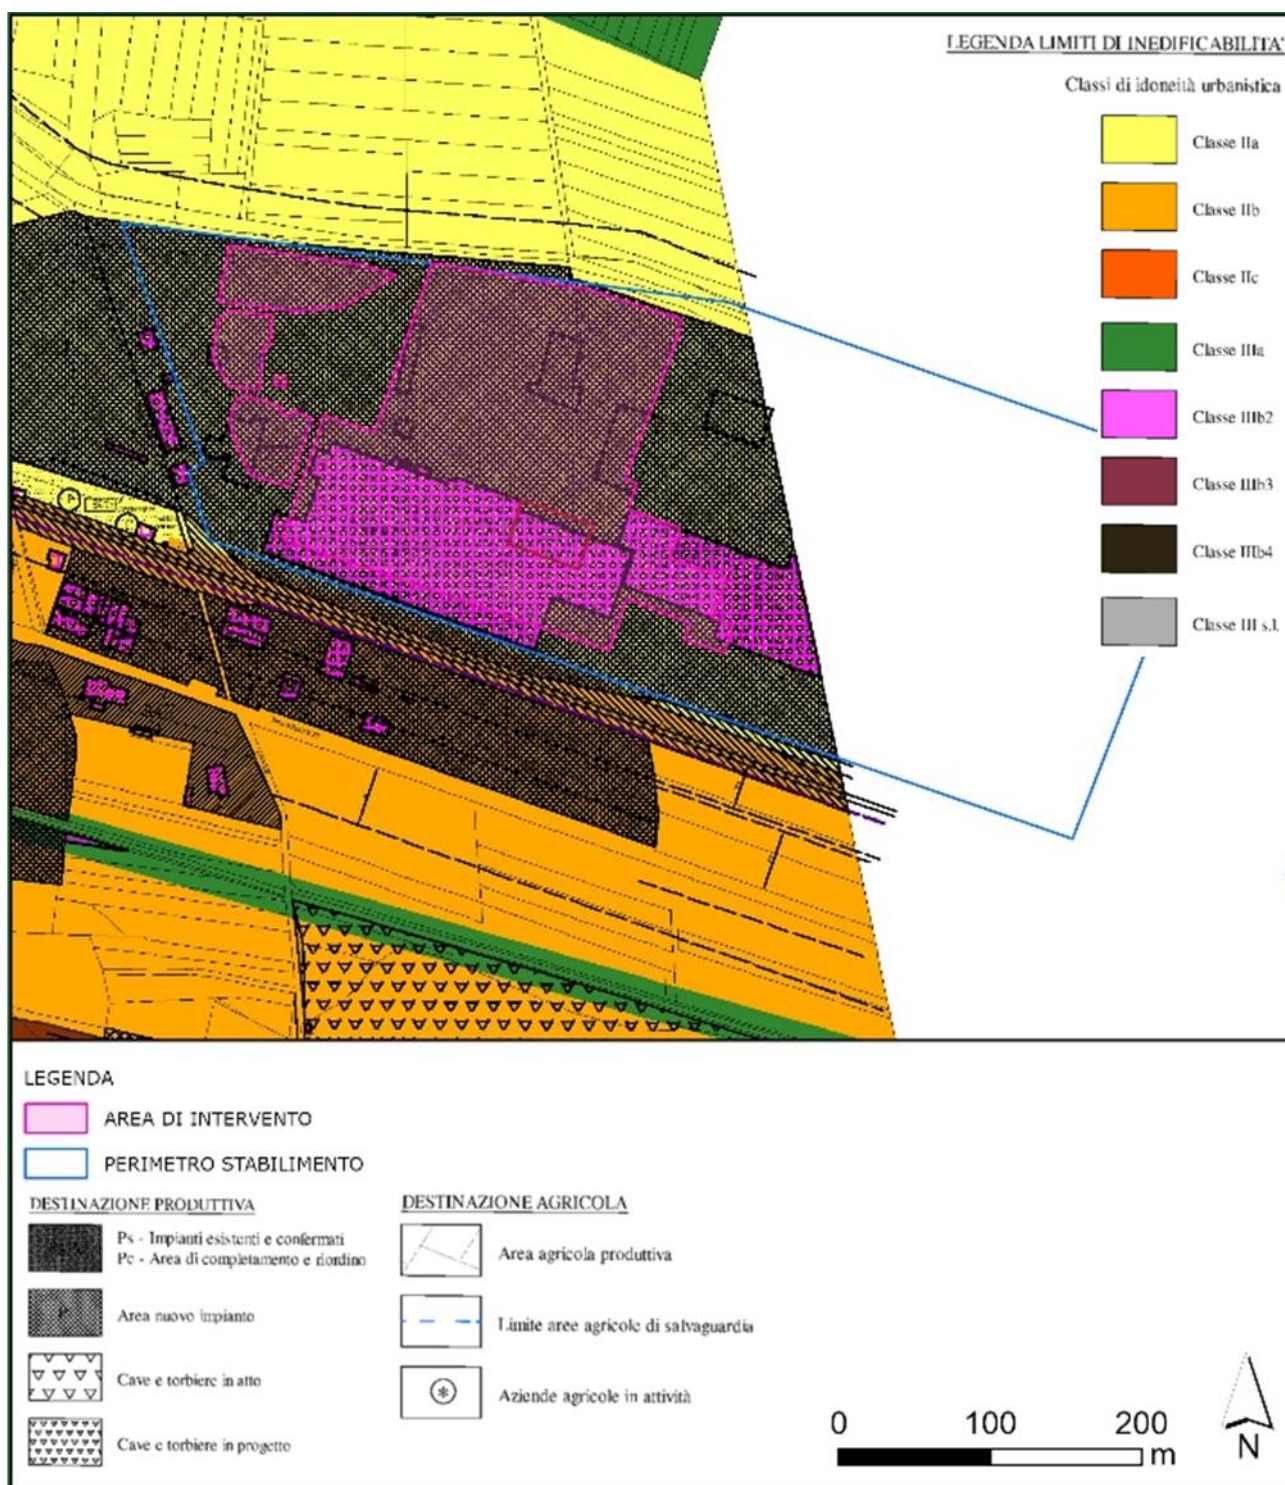 LEGENDA LIMITI DI INEDIFICABILITA'
Classi di idoneità urbanistica
Classe IIa
Classe IIb
Classe IIc
Classe IIIa
Classe IIIb2
Classe IIIb3
Classe IIIb4
Classe III s.l.
P
LEGENDA
AREA DI INTERVENTO
PERIMETRO STABILIMENTO
DESTINAZIONE PRODUTTIVA
Ps - Impianti esistenti e confermati
Pc - Area di completamento e riordino
P
Area nuovo impianto
Cave e torbiere in atto
Cave e torbiere in progetto
DESTINAZIONE AGRICOLA
Area agricola produttiva
Limite aree agricole di salvaguardia
Aziende agricole in attività
0 100 200
m
N